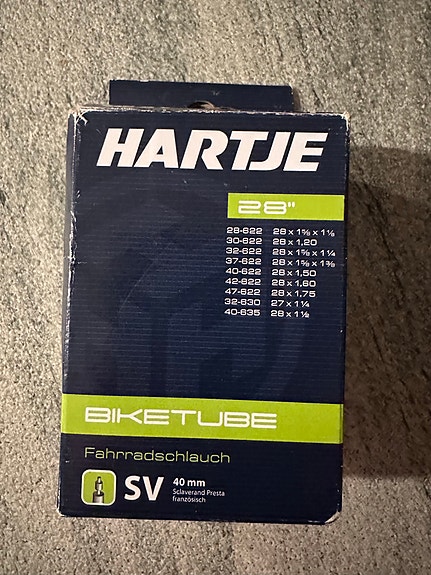 HARTJE
28"
28-622 28 x 1⅝ x 1⅛
30-622 28 x 1,20
32-622 28 x 1⅝ x 1¼
37-622 28 x 1⅝ x 1⅜
40-622 28 x 1,50
42-622 28 x 1,60
47-622 28 x 1,75
32-630 27 x 1¼
40-635 28 x 1½
BIKETUBE
Fahrradschlauch
SV 40 mm
Sclaverand Presta
französisch